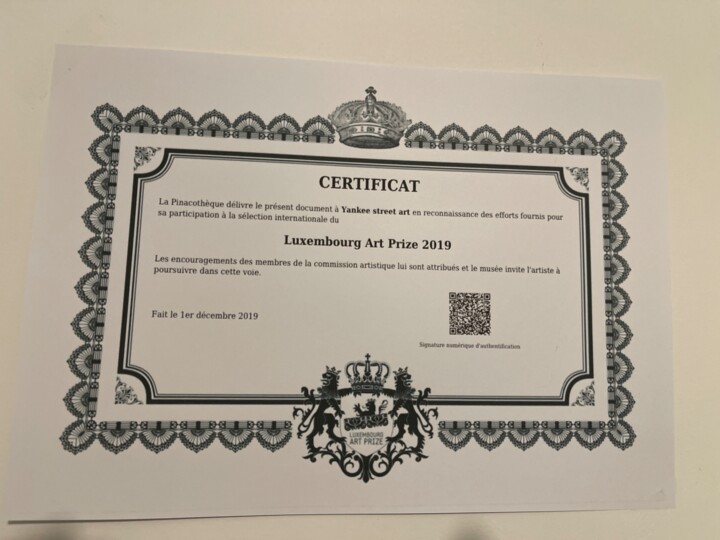 CERTIFICAT
La Pinacothèque délivre le présent document à Yankee street art en reconnaissance des efforts fournis pour
sa participation à la sélection internationale du
Luxembourg Art Prize 2019
Les encouragements des membres de la commission artistique lui sont attribués et le musée invite l'artiste à
poursuivre dans cette voie.
Fait le 1er décembre 2019
Signature numérique d'authentification
LUXEMBOURG
ART PRIZE